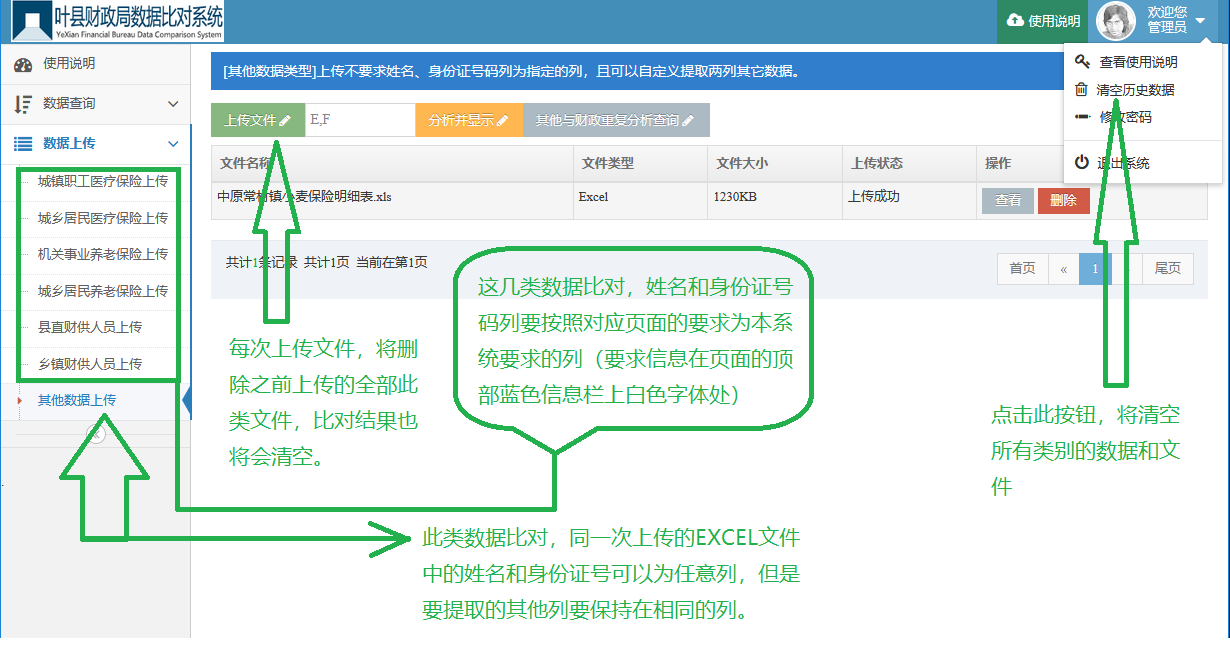 叶县财政局数据比对系统
YeXian Financial Bureau Data Comparison System
使用说明
欢迎您
管理员
查看使用说明
清空历史数据
修改密码
退出系统
使用说明
数据查询
数据上传
城镇职工医疗保险上传
城乡居民医疗保险上传
机关事业养老保险上传
城乡居民养老保险上传
县直财供人员上传
乡镇财供人员上传
其他数据上传
[其他数据类型]上传不要求姓名、身份证号码列为指定的列，且可以自定义提取两列其它数据。
上传文件 E,F 分析并显示 其他与财政重复分析查询
文件名称 文件类型 文件大小 上传状态 操作
中原常村镇小麦保险明细表.xls Excel 1230KB 上传成功 查看 删除
共计1条记录 共计1页 当前在第1页
首页 « 1 尾页
每次上传文件，将删
除之前上传的全部此
类文件，比对结果也
将会清空。
这几类数据比对，姓名和身份证号
码列要按照对应页面的要求为本系
统要求的列（要求信息在页面的顶
部蓝色信息栏上白色字体处）
点击此按钮，将清空
所有类别的数据和文
件
此类数据比对，同一次上传的EXCEL文件
中的姓名和身份证号可以为任意列，但是
要提取的其他列要保持在相同的列。